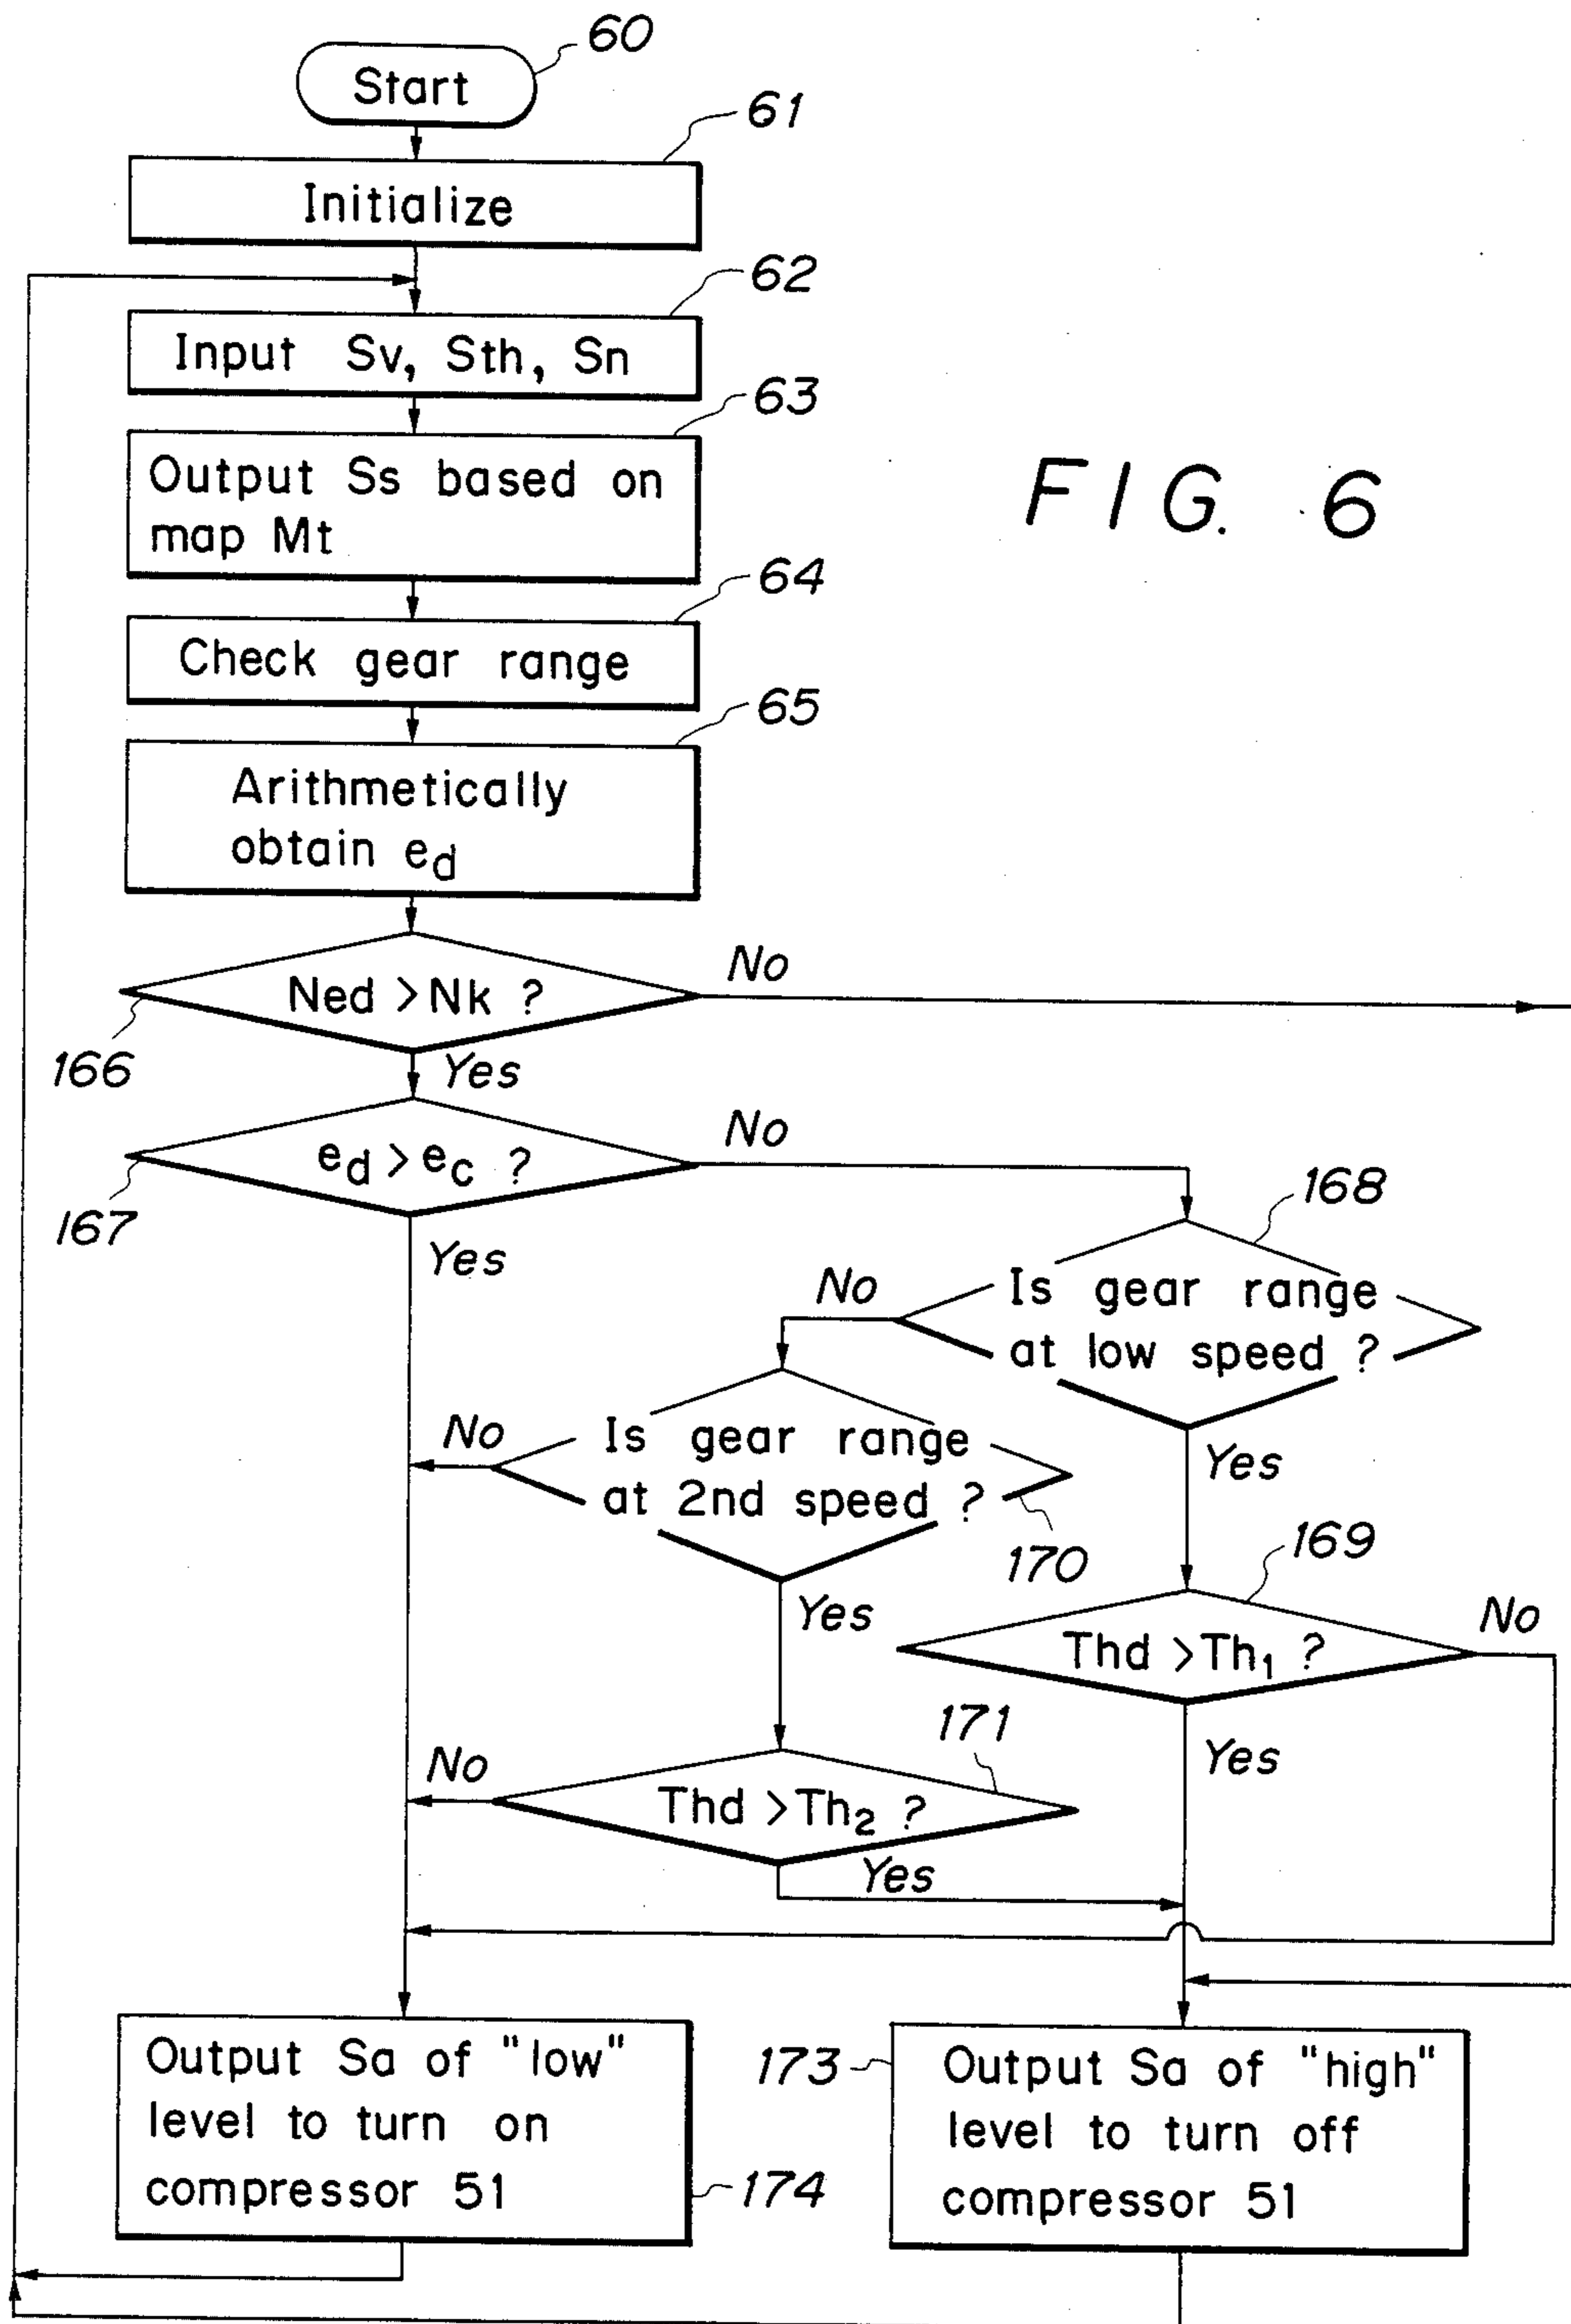 60
Start
61
Initialize
62
Input Sv, Sth, Sn
63
Output Ss based on
map Mt
FIG. 6
64
Check gear range
65
Arithmetically
obtain ed
Ned > Nk ?
No
166
Yes
ed > ec ?
No
167
Yes
168
Is gear range
at low speed ?
No
Yes
Is gear range
at 2nd speed ?
No
170
Yes
169
Thd > Th1 ?
No
Yes
171
Thd > Th2 ?
No
Yes
Output Sa of "low"
level to turn on
compressor 51
174
173
Output Sa of "high"
level to turn off
compressor 51